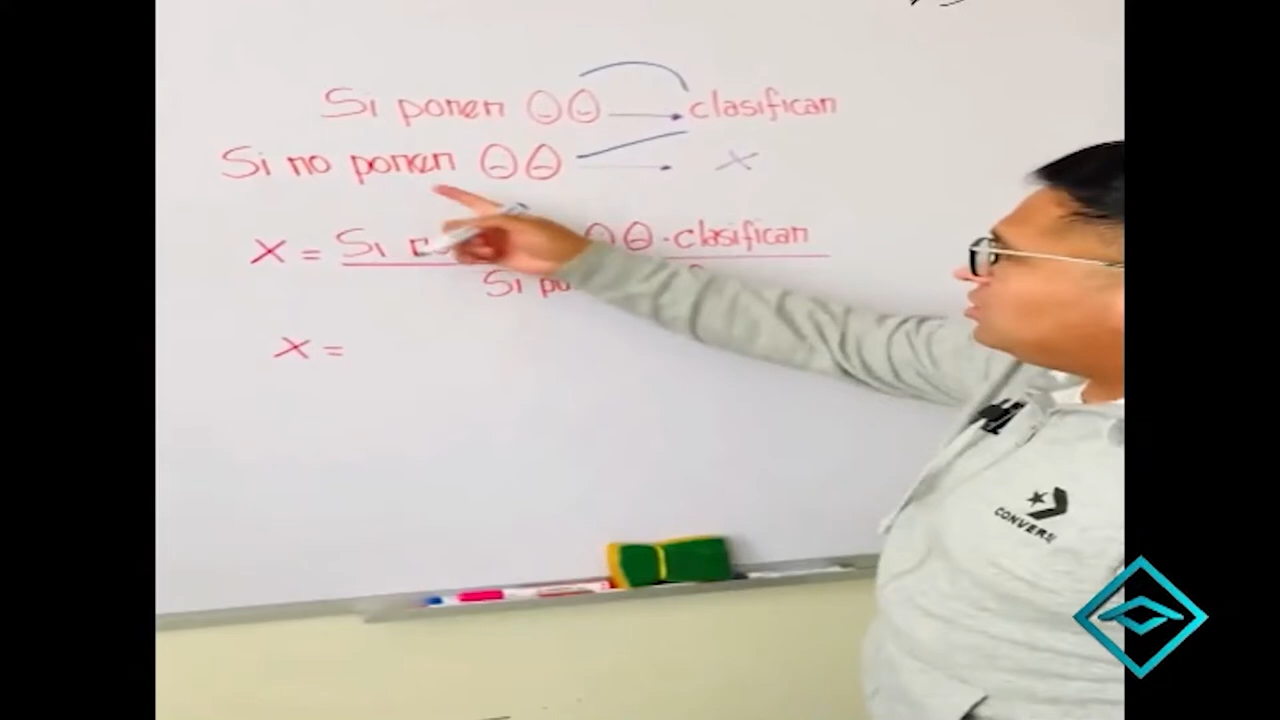 Si ponen clasifican
Si no ponen X
X = Si · clasifican
Si
X =
CONVERSE